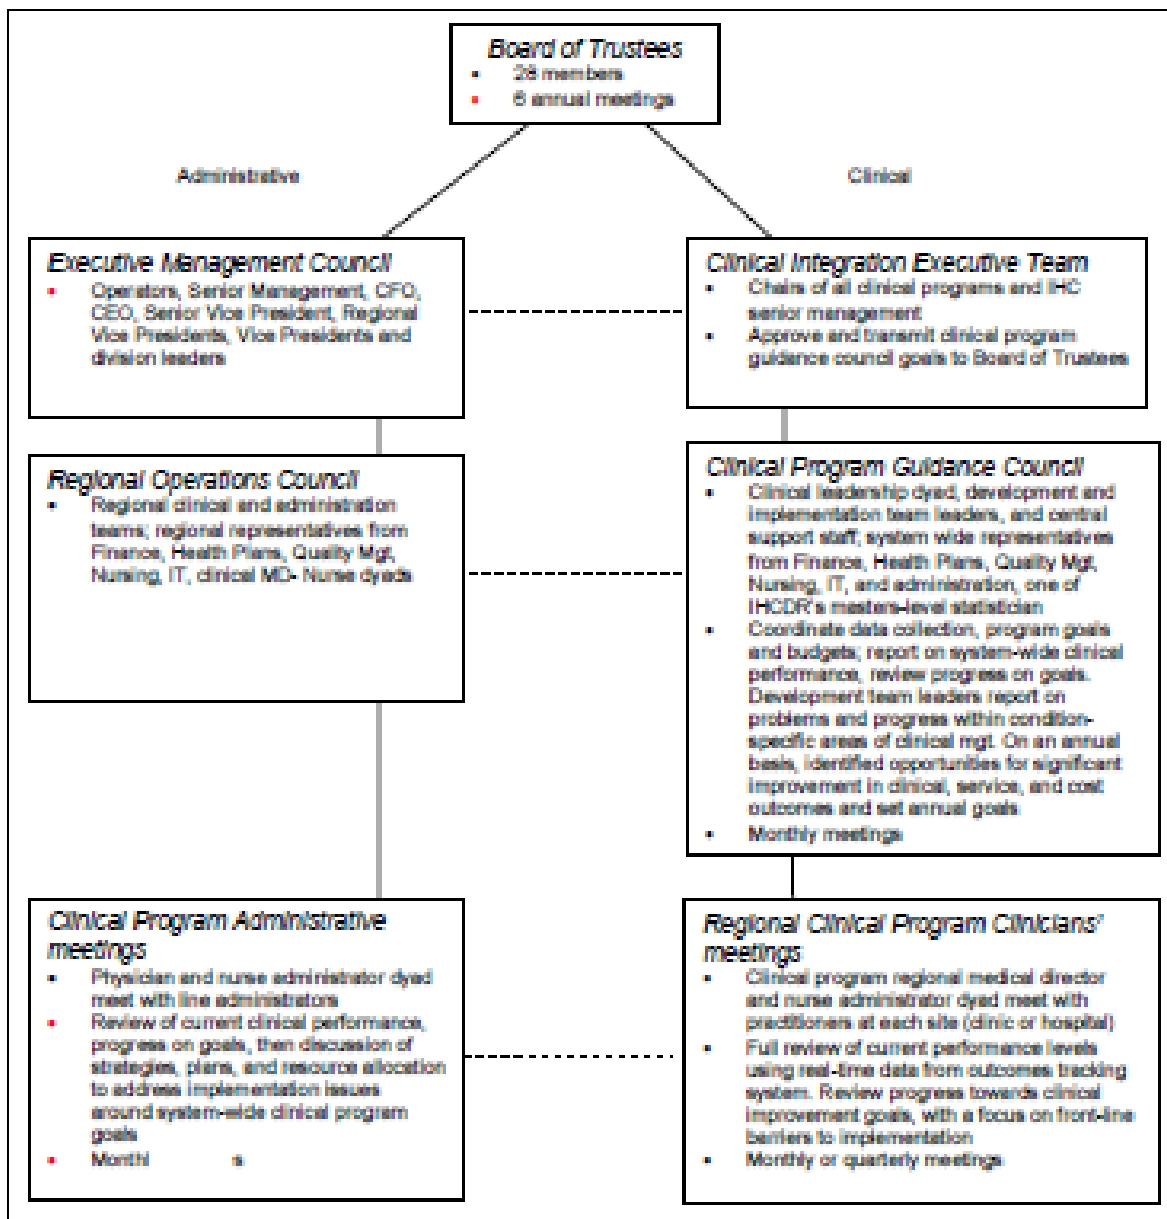 Board of Trustees
• 28 members
• 6 annual meetings
Administrative
Clinical
Executive Management Council
• Operators, Senior Management, CFO,
CEO, Senior Vice President, Regional
Vice Presidents, Vice Presidents and
division leaders
Clinical Integration Executive Team
• Chairs of all clinical programs and IHC
senior management
• Approve and transmit clinical program
guidance council goals to Board of Trustees
Regional Operations Council
• Regional clinical and administration
teams; regional representatives from
Finance, Health Plans, Quality Mgt,
Nursing, IT, clinical MD- Nurse dyads
Clinical Program Guidance Council
• Clinical leadership dyad, development and
implementation team leaders, and central
support staff; system wide representatives
from Finance, Health Plans, Quality Mgt,
Nursing, IT, and administration, one of
IHCDR's masters-level statistician
• Coordinate data collection, program goals
and budgets; report on system-wide clinical
performance, review progress on goals.
Development team leaders report on
problems and progress within condition-
specific areas of clinical mgt. On an annual
basis, identified opportunities for significant
improvement in clinical, service, and cost
outcomes and set annual goals
• Monthly meetings
Clinical Program Administrative
meetings
• Physician and nurse administrator dyad
meet with line administrators
• Review of current clinical performance,
progress on goals, then discussion of
strategies, plans, and resource allocation
to address implementation issues
around system-wide clinical program
goals
• Monthl s
Regional Clinical Program Clinicians'
meetings
• Clinical program regional medical director
and nurse administrator dyad meet with
practitioners at each site (clinic or hospital)
• Full review of current performance levels
using real-time data from outcomes tracking
system. Review progress towards clinical
improvement goals, with a focus on front-line
barriers to implementation
• Monthly or quarterly meetings